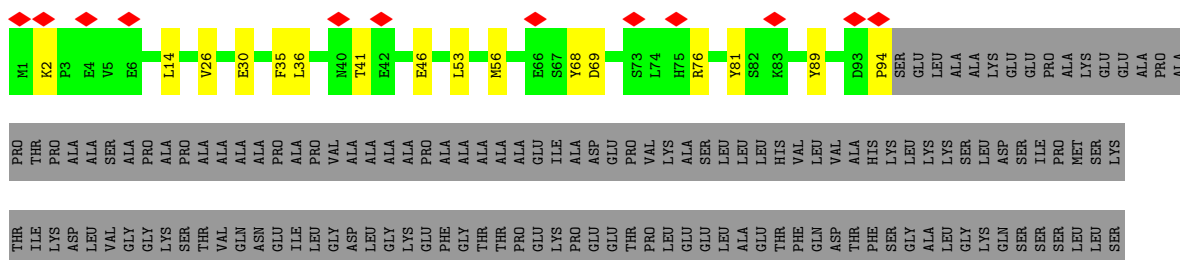 M1 K2 P3 E4 V5 E6 L14 V26 E30 F35 L36 N40 T41 E42 E46 L53 M56 E66 S67 Y68 D69 S73 L74 H75 R76 Y81 S82 K83 Y89 D93 P94 SER GLU LEU ALA ALA LYS GLU GLU PRO ALA LYS GLU GLU ALA PRO ALA
PRO THR PRO ALA ALA SER ALA PRO ALA PRO ALA ALA ALA ALA PRO ALA PRO VAL ALA ALA ALA ALA PRO ALA ALA ALA ALA ALA GLU ILE ALA ASP GLU PRO VAL LYS ALA SER LEU LEU LEU HIS VAL LEU VAL ALA HIS LYS LEU LYS LYS SER LEU ASP SER ILE PRO MET SER LYS
THR ILE LYS ASP LEU VAL GLY GLY LYS SER THR VAL GLN ASN GLU ILE LEU GLY ASP LEU GLY LYS GLU PHE GLY THR THR PRO GLU LYS PRO GLU GLU THR PRO LEU GLU GLU LEU ALA GLU THR PHE GLN ASP THR PHE SER GLY ALA LEU GLY LYS GLN SER SER SER LEU LEU SER